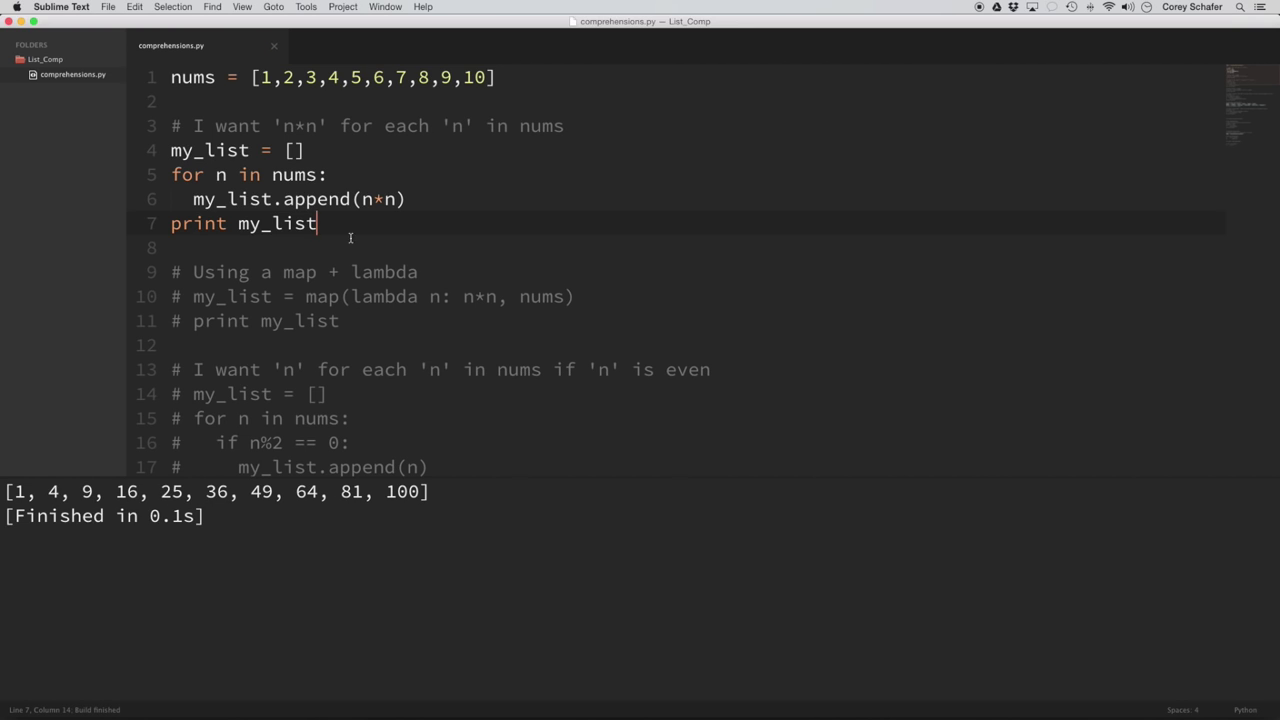 Sublime Text File Edit Selection Find View Goto Tools Project Window Help Corey Schafer
comprehensions.py — List_Comp
FOLDERS
List_Comp
comprehensions.py
comprehensions.py
1 nums = [1,2,3,4,5,6,7,8,9,10]
2
3 # I want 'n*n' for each 'n' in nums
4 my_list = []
5 for n in nums:
6 my_list.append(n*n)
7 print my_list
8
9 # Using a map + lambda
10 # my_list = map(lambda n: n*n, nums)
11 # print my_list
12
13 # I want 'n' for each 'n' in nums if 'n' is even
14 # my_list = []
15 # for n in nums:
16 # if n%2 == 0:
17 # my_list.append(n)
[1, 4, 9, 16, 25, 36, 49, 64, 81, 100]
[Finished in 0.1s]
Line 7, Column 14: Build finished Spaces: 4 Python